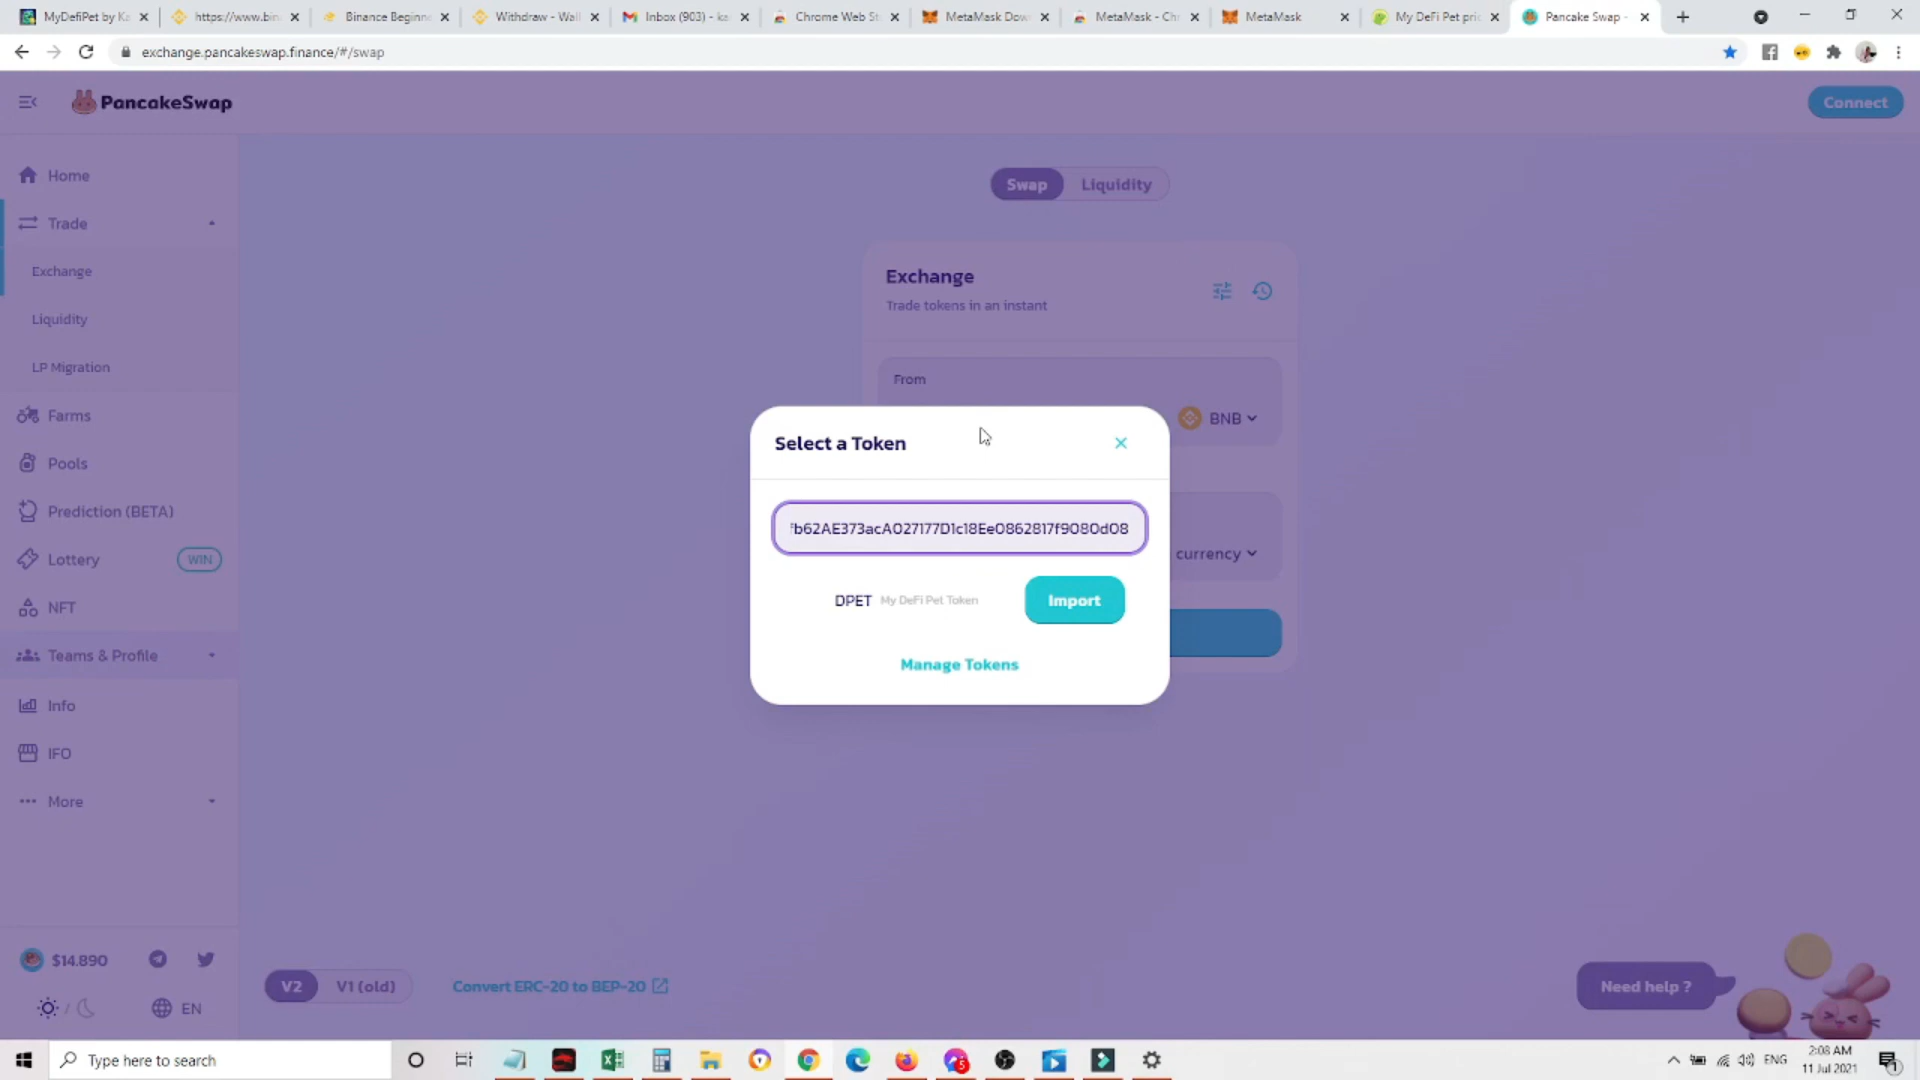 MyDefiPet by Ka
https://www.bin
Binance Beginne
Withdraw - Wall
Inbox (903) - ka
Chrome Web St
MetaMask Dow
MetaMask - Chr
MetaMask
My DeFi Pet pric
Pancake Swap -
exchange.pancakeswap.finance/#/swap
PancakeSwap
Connect
Home
Trade
Exchange
Liquidity
LP Migration
Farms
Pools
Prediction (BETA)
Lottery
WIN
NFT
Teams & Profile
Info
IFO
More
$14.890
EN
Swap
Liquidity
Exchange
Trade tokens in an instant
From
BNB
currency
Select a Token
b62AE373acA027177D1c18Ee0862817f9080d08
DPET My DeFi Pet Token
Import
Manage Tokens
V2
V1 (old)
Convert ERC-20 to BEP-20
Need help ?
Type here to search
5
ENG
2:08 AM
11 Jul 2021
1